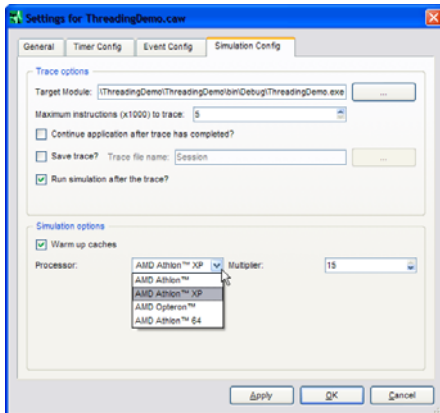 Settings for ThreadingDemo.caw
General Timer Config Event Config Simulation Config
Trace options
Target Module: \ThreadingDemo\ThreadingDemo\bin\Debug\ThreadingDemo.exe ...
Maximum instructions (x1000) to trace: 5
Continue application after trace has completed?
Save trace? Trace file name: Session ...
Run simulation after the trace?
Simulation options
Warm up caches
Processor: AMD Athlon™ XP Multiplier: 15
AMD Athlon™
AMD Athlon™ XP
AMD Opteron™
AMD Athlon™ 64
Apply OK Cancel